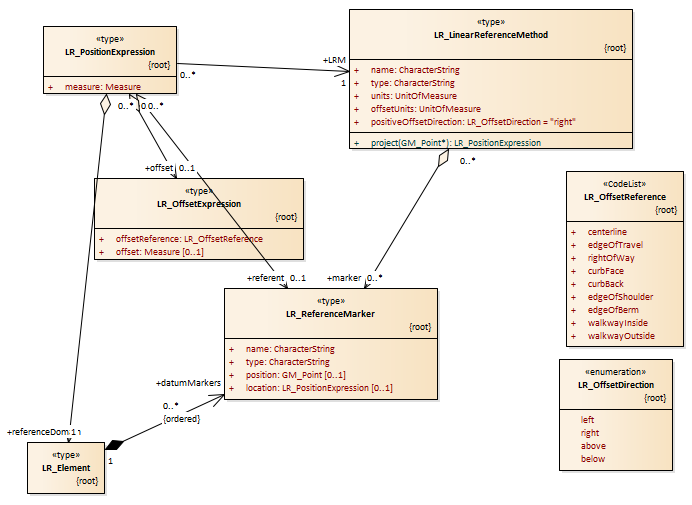 «type»
LR_PositionExpression
{root}
+ measure: Measure
«type»
LR_LinearReferenceMethod
{root}
+ name: CharacterString
+ type: CharacterString
+ units: UnitOfMeasure
+ offsetUnits: UnitOfMeasure
+ positiveOffsetDirection: LR_OffsetDirection = "right"
+ project(GM_Point*): LR_PositionExpression
+LRM
0..*
1
0..*
0..*
0..*
+offset 0..1
«type»
LR_OffsetExpression
{root}
+ offsetReference: LR_OffsetReference
+ offset: Measure [0..1]
«CodeList»
LR_OffsetReference
{root}
+ centerline
+ edgeOfTravel
+ rightOfWay
+ curbFace
+ curbBack
+ edgeOfShoulder
+ edgeOfBerm
+ walkwayInside
+ walkwayOutside
+referent 0..1
+marker 0..*
«type»
LR_ReferenceMarker
{root}
+ name: CharacterString
+ type: CharacterString
+ position: GM_Point [0..1]
+ location: LR_PositionExpression [0..1]
«enumeration»
LR_OffsetDirection
{root}
left
right
above
below
+datumMarkers
0..*
{ordered}
1
1
«type»
LR_Element
{root}